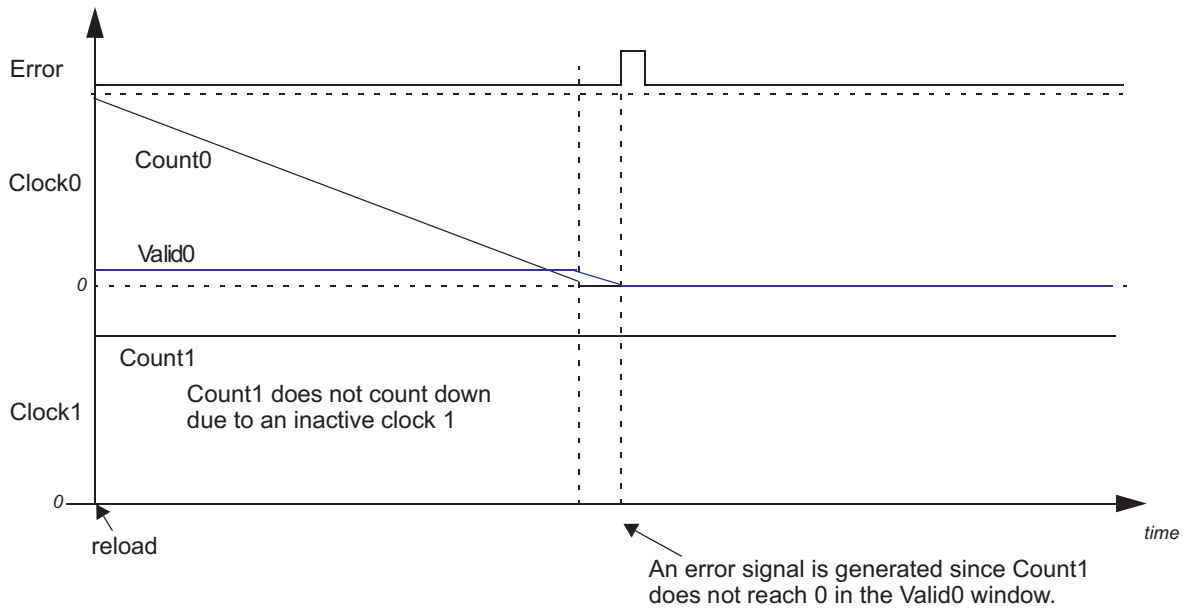 Error
Count0
Clock0
Valid0
0
Count1
Count1 does not count down
due to an inactive clock 1
Clock1
0
reload
time
An error signal is generated since Count1
does not reach 0 in the Valid0 window.